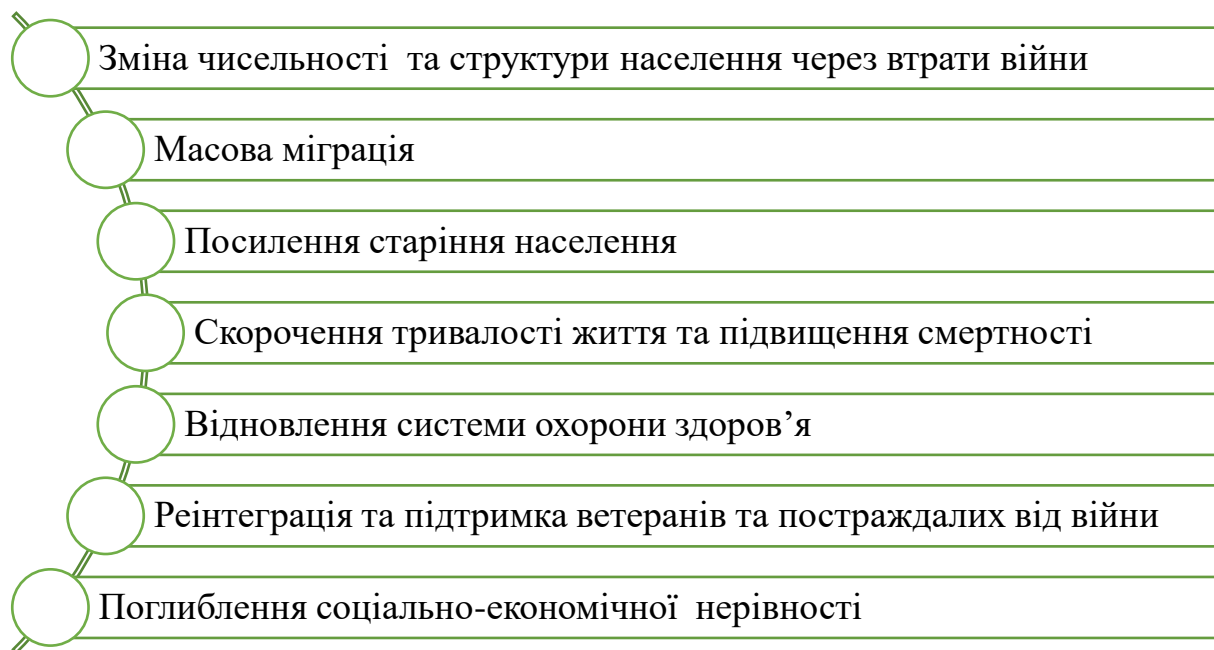 Зміна чисельності та структури населення через втрати війни
Масова міграція
Посилення старіння населення
Скорочення тривалості життя та підвищення смертності
Відновлення системи охорони здоров’я
Реінтеграція та підтримка ветеранів та постраждалих від війни
Поглиблення соціально-економічної нерівності